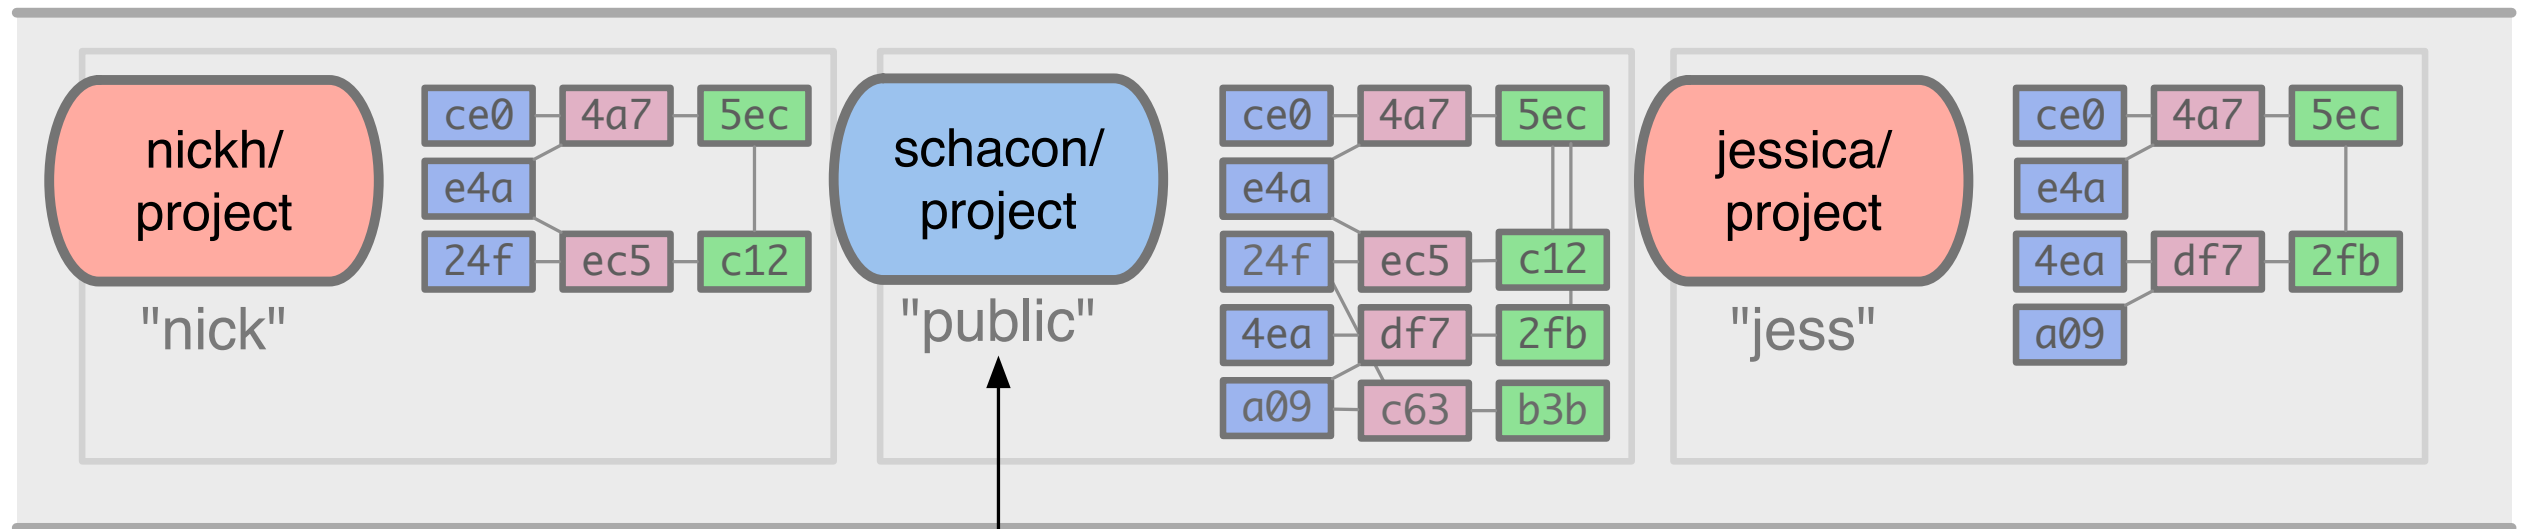 nickh/
project
"nick"
ce0 4a7 5ec
e4a
24f ec5 c12
schacon/
project
"public"
ce0 4a7 5ec
e4a
24f ec5 c12
4ea df7 2fb
a09 c63 b3b
jessica/
project
"jess"
ce0 4a7 5ec
e4a
4ea df7 2fb
a09